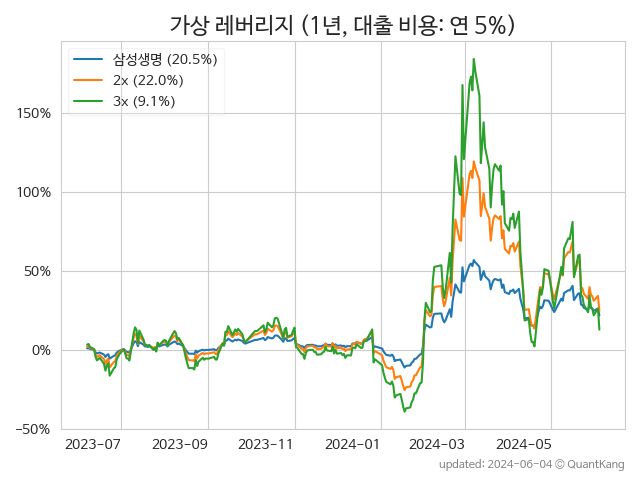 가상 레버리지 (1년, 대출 비용: 연 5%)
삼성생명 (20.5%)
2x (22.0%)
3x (9.1%)
150%
100%
50%
0%
−50%
2023-07 2023-09 2023-11 2024-01 2024-03 2024-05
updated: 2024-06-04 © QuantKang